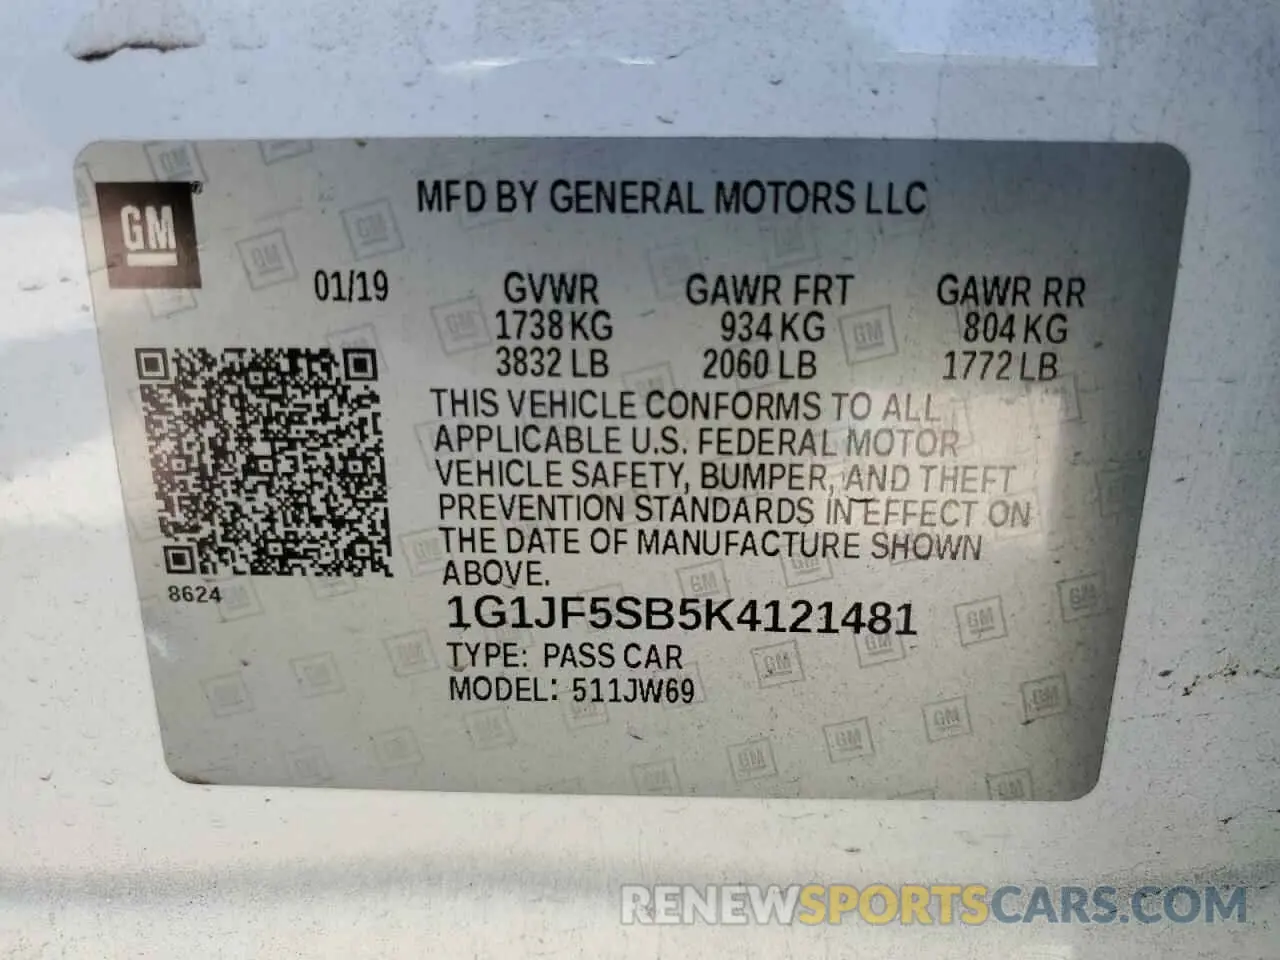 GM
MFD BY GENERAL MOTORS LLC
01/19
GVWR GAWR FRT GAWR RR
1738 KG 934 KG 804 KG
3832 LB 2060 LB 1772 LB
THIS VEHICLE CONFORMS TO ALL
APPLICABLE U.S. FEDERAL MOTOR
VEHICLE SAFETY, BUMPER, AND THEFT
PREVENTION STANDARDS IN EFFECT ON
THE DATE OF MANUFACTURE SHOWN
ABOVE.
8624
1G1JF5SB5K4121481
TYPE: PASS CAR
MODEL: 511JW69
RENEWSPORTSCARS.COM